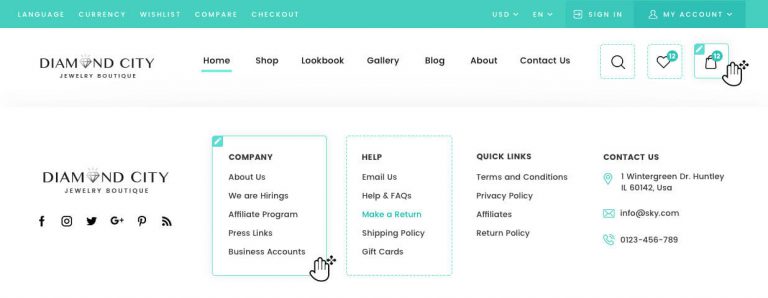 LANGUAGE CURRENCY WISHLIST COMPARE CHECKOUT USD EN SIGN IN MY ACCOUNT
DIAMOND CITY
JEWELRY BOUTIQUE
Home Shop Lookbook Gallery Blog About Contact Us 12 12
DIAMOND CITY
JEWELRY BOUTIQUE
COMPANY
About Us
We are Hirings
Affiliate Program
Press Links
Business Accounts
HELP
Email Us
Help & FAQs
Make a Return
Shipping Policy
Gift Cards
QUICK LINKS
Terms and Conditions
Privacy Policy
Affiliates
Return Policy
CONTACT US
1 Wintergreen Dr. Huntley
IL 60142, Usa
info@sky.com
0123-456-789